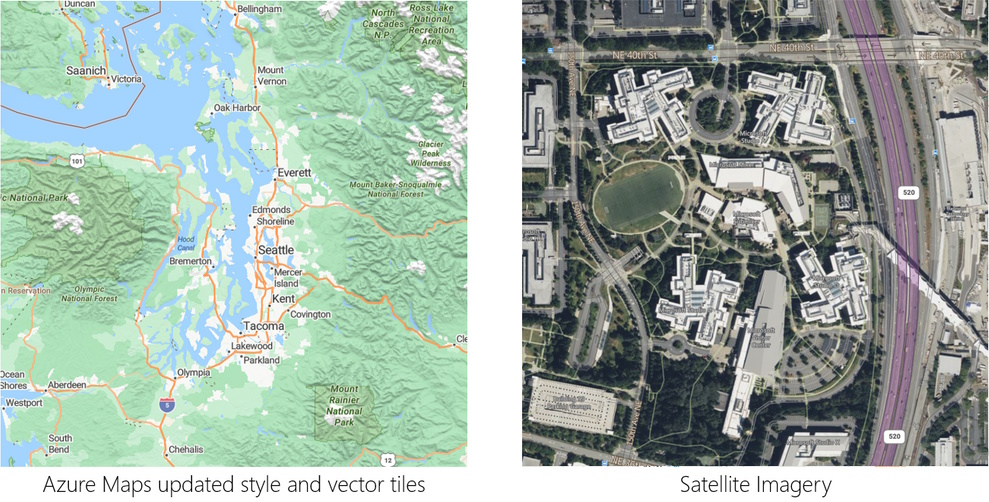 Duncan
Bellingham
North
Cascades
N.P.
Ross Lake
National
Recreation
Area
Saanich
Victoria
Mount
Vernon
Oak Harbor
101
Glacier
Peak
Wilderness
Everett
Mount Baker-Snoqualmie
National Forest
c National Park
Edmonds
Shoreline
Hood
Canal
Seattle
Bremerton
Mercer
Island
n Reservation
Olympic
National Forest
Kent
Covington
Tacoma
Lakewood
Parkland
Cle
Olympia
Ocean
Shores
Aberdeen
Westport
Mount
Rainier
National
Park
5
South
Bend
Chehalis
12
Azure Maps updated style and vector tiles
NE 40th St
NE 40th St
520
520
Microsoft Studio X
Satellite Imagery